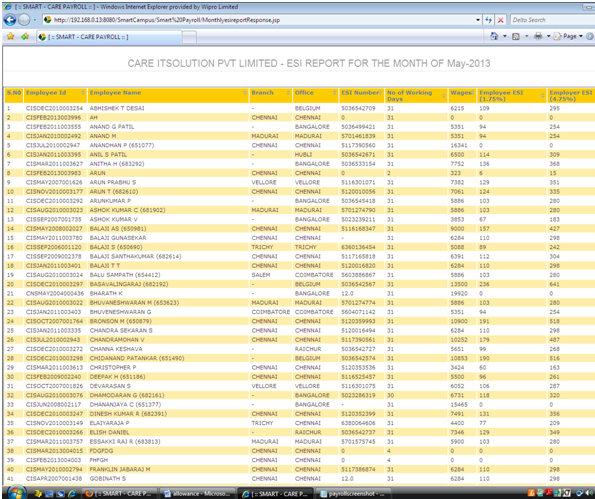 [ :: SMART - CARE PAYROLL :: ] - Windows Internet Explorer provided by Wipro Limited
http://192.168.0.13:8080/SmartCampus/Smart%20Payroll/MonthlyesireportResponse.jsp
Delta Search
[ :: SMART - CARE PAYROLL :: ]
Page
CARE ITSOLUTION PVT LIMITED - ESI REPORT FOR THE MONTH OF May-2013
S.N0 Employee Id Employee Name Branch Office ESI Number No of Working Days Wages Employee ESI (1.75%) Employer ESI (4.75%)
1 CISDEC2010003254 ABHISHEK T DESAI - BELGIUM 5036542709 31 6215 109 295
2 CISFEB2013003996 AH CHENNAI CHENNAI 0 0 0 0 0
3 CISFEB2011003555 ANAND G PATIL - BANGALORE 5036499421 31 5351 94 254
4 CISJAN2011002492 ANAND M MADURAI MADURAI 5701461839 31 5351 94 254
5 CISJUL2010002947 ANANDHAN P (651077) CHENNAI CHENNAI 5117390560 31 16341 0 0
6 CISJAN2011003395 ANIL S PATIL - HUBLI 5036542671 31 6500 114 309
7 CISMAR2011003627 ANITHA H (683292) - BANGALORE 5036533154 31 7752 136 368
8 CISFEB2013003983 ARUN CHENNAI CHENNAI 0 2 323 6 15
9 CISMAY2007001626 ARUN PRABHU S VELLORE VELLORE 5116301071 31 7382 129 351
10 CISNOV2010003177 ARUN T (682610) CHENNAI CHENNAI 5120010056 31 7061 124 335
11 CISDEC2010003292 ARUNKUMAR P - BANGALORE 5036545418 31 5886 103 280
12 CISAUG2010003023 ASHOK KUMAR C (681902) MADURAI MADURAI 5701274790 31 5886 103 280
13 CISSEP2007001735 ASHOK KUMAR V - BANGALORE 5023239211 31 3853 67 183
14 CISMAY2008002027 BALAJI AS (650981) CHENNAI CHENNAI 5116168347 31 9000 157 427
15 CISMAY2011003780 BALAJI GUNASEKAR - CHENNAI - 31 6284 110 298
16 CISSEP2006001120 BALAJI S (650690) TRICHY TRICHY 6360136454 31 5088 89 242
17 CISSEP2009002378 BALAJI SANTHAKUMAR (682614) CHENNAI CHENNAI 5117165818 31 6391 112 304
18 CISJAN2011003401 BALAJI T T CHENNAI CHENNAI 5120016820 31 6284 110 298
19 CISAUG2010003024 BALU SAMPATH (654412) SALEM COIMBATORE 5603886867 31 5886 103 280
20 CISDEC2010003297 BASAVALINGARAJ (682192) - BELGIUM 5036542567 31 13500 236 641
21 CNSMAY2004000436 BHARATH K - BANGALORE 12.0 31 19920 0 0
22 CISAUG2010003022 BHUVANESHWARAN M (653623) MADURAI MADURAI 5701274774 31 5886 103 280
23 CISJAN2011003403 BHUVENESHWARAN G COIMBATORE COIMBATORE 5604071142 31 5351 94 254
24 CISOCT2007001764 BRONSON M (650879) CHENNAI CHENNAI 5120359993 31 10900 191 518
25 CISJAN2011003335 CHANDRA SEKARAN S CHENNAI CHENNAI 5120016494 31 6284 110 298
26 CISJUL2010002943 CHANDRAMOHAN V CHENNAI CHENNAI 5117390561 31 10252 179 487
27 CISDEC2010003272 CHANNA KESHAVA - RAICHUR 5036542727 31 5651 99 268
28 CISDEC2010003298 CHIDANAND PATANKAR (651490) - BELGIUM 5036542574 31 10853 190 516
29 CISMAR2011003613 CHRISTOPHER P CHENNAI CHENNAI 5120353536 31 3424 60 163
30 CISFEB2009002240 DEEPAK H (651186) CHENNAI CHENNAI 5116525457 31 5500 96 261
31 CISOCT2007001826 DEVARASAN S VELLORE VELLORE 5116301075 31 6052 106 287
32 CISAUG2010003076 DHAMODARAN G (682161) - BANGALORE 5023286319 30 6731 118 320
33 CISJUN2008002117 DHANANJAYA C (651377) - BANGALORE - 31 15465 0 0
34 CISDEC2010003247 DINESH KUMAR R (682391) CHENNAI CHENNAI 5120352399 31 7491 131 356
35 CISNOV2011003149 ELAIYARAJA P TRICHY CHENNAI 6380064606 31 4400 77 209
36 CISDEC2010003266 ELISH DANIEL - RAICHUR 5036542737 31 7346 129 349
37 CISMAR2011003757 ESSAKKI RAJ R (683813) MADURAI MADURAI 5701575745 31 5900 103 280
38 CISMAR2013004015 FDGFDG CHENNAI CHENNAI 0 4 0 0 0
39 CISFEB2013004003 FHFGH CHENNAI CHENNAI 0 4 0 0 0
40 CISMAY2010002794 FRANKLIN JABARAJ M CHENNAI CHENNAI 5117386874 31 6284 110 298
41 CISAPR2007001438 GOBINATH S CHENNAI CHENNAI 12.0 31 6284 110 298
[ :: SMART - CARE P... allowance - Microso... [ :: SMART - CARE P... payrollscreenshot - ...